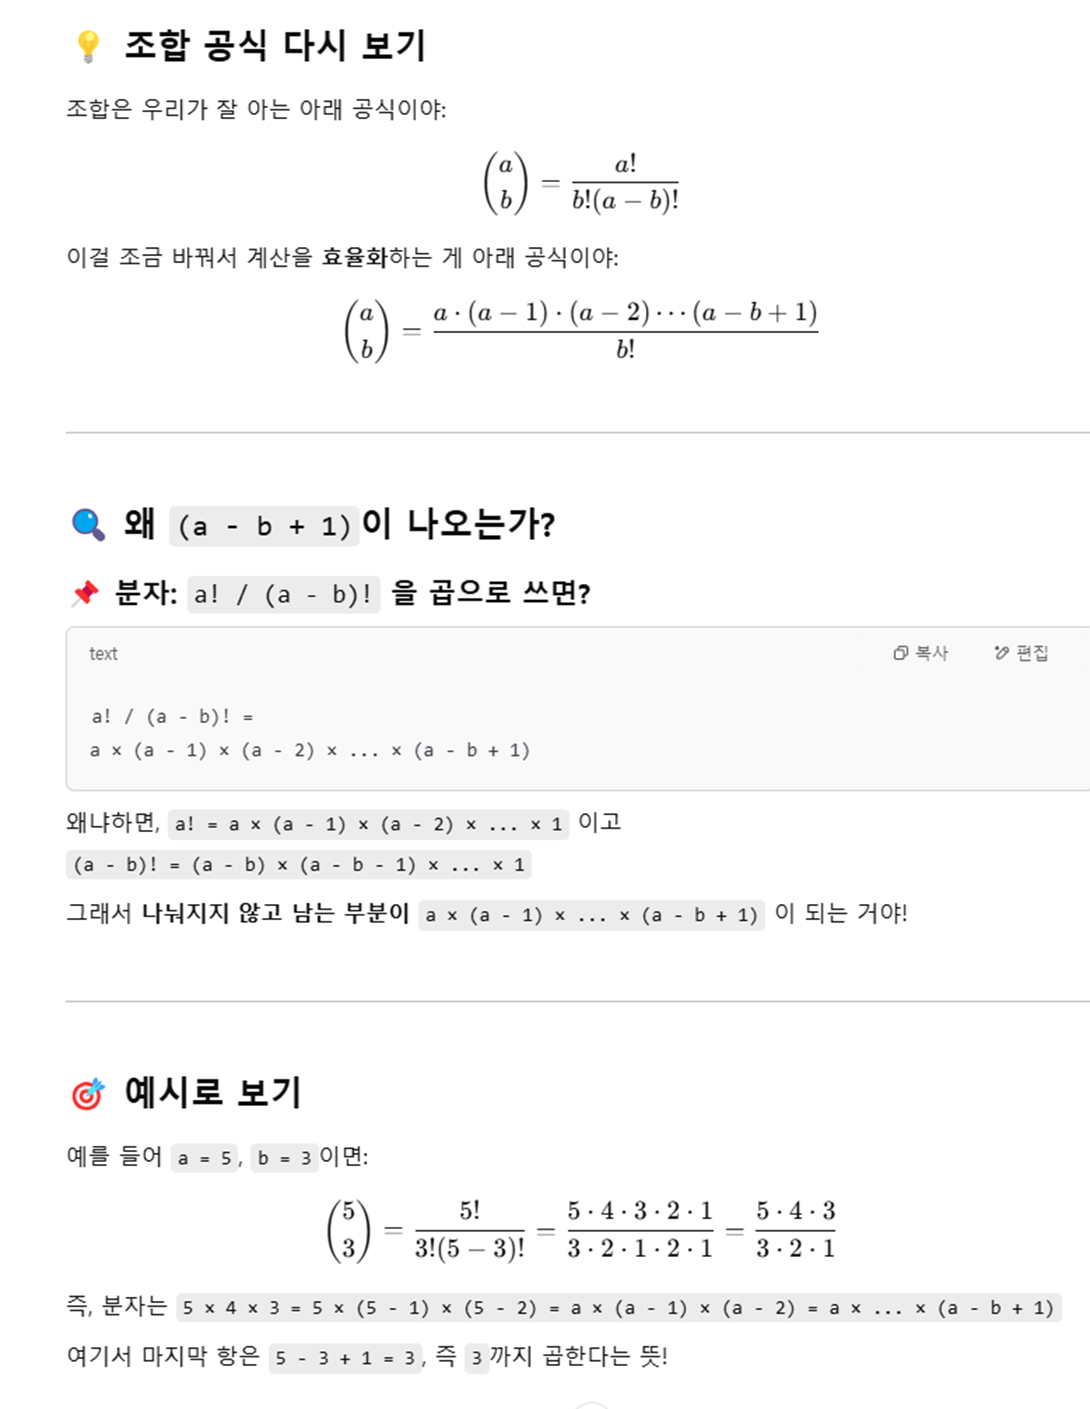 💡 조합 공식 다시 보기
조합은 우리가 잘 아는 아래 공식이야:
\binom{a}{b} = \frac{a!}{b!(a-b)!}
이걸 조금 바꿔서 계산을 효율화하는 게 아래 공식이야:
\binom{a}{b} = \frac{a \cdot (a-1) \cdot (a-2) \cdots (a-b+1)}{b!}
🔍 왜 (a - b + 1)이 나오는가?
📌 분자: a! / (a - b)! 을 곱으로 쓰면?
text 복사 편집
a! / (a - b)! =
a × (a - 1) × (a - 2) × ... × (a - b + 1)
왜냐하면, a! = a × (a - 1) × (a - 2) × ... × 1 이고
(a - b)! = (a - b) × (a - b - 1) × ... × 1
그래서 나눠지지 않고 남는 부분이 a × (a - 1) × ... × (a - b + 1) 이 되는 거야!
🎯 예시로 보기
예를 들어 a = 5, b = 3이면:
\binom{5}{3} = \frac{5!}{3!(5-3)!} = \frac{5 \cdot 4 \cdot 3 \cdot 2 \cdot 1}{3 \cdot 2 \cdot 1 \cdot 2 \cdot 1} = \frac{5 \cdot 4 \cdot 3}{3 \cdot 2 \cdot 1}
즉, 분자는 5 × 4 × 3 = 5 × (5 - 1) × (5 - 2) = a × (a - 1) × (a - 2) = a × ... × (a - b + 1)
여기서 마지막 항은 5 - 3 + 1 = 3, 즉 3까지 곱한다는 뜻!